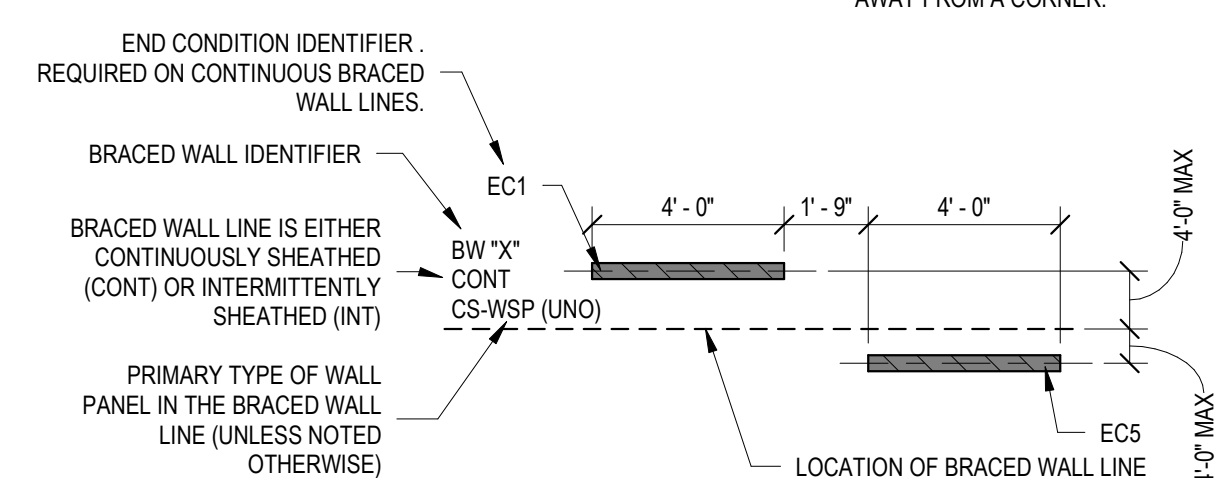 AWAY FROM A CORNER.
END CONDITION IDENTIFIER .
REQUIRED ON CONTINUOUS BRACED
WALL LINES.
BRACED WALL IDENTIFIER
BRACED WALL LINE IS EITHER
CONTINUOUSLY SHEATHED
(CONT) OR INTERMITTENTLY
SHEATHED (INT)
PRIMARY TYPE OF WALL
PANEL IN THE BRACED WALL
LINE (UNLESS NOTED
OTHERWISE)
EC1
BW "X"
CONT
CS-WSP (UNO)
4' - 0"
1' - 9"
4' - 0"
4'-0" MAX
4'-0" MAX
EC5
LOCATION OF BRACED WALL LINE